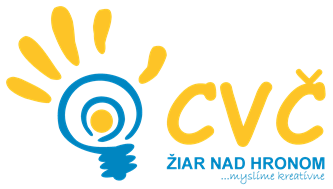 CVČ
ŽIAR NAD HRONOM
...myslíme kreatívne